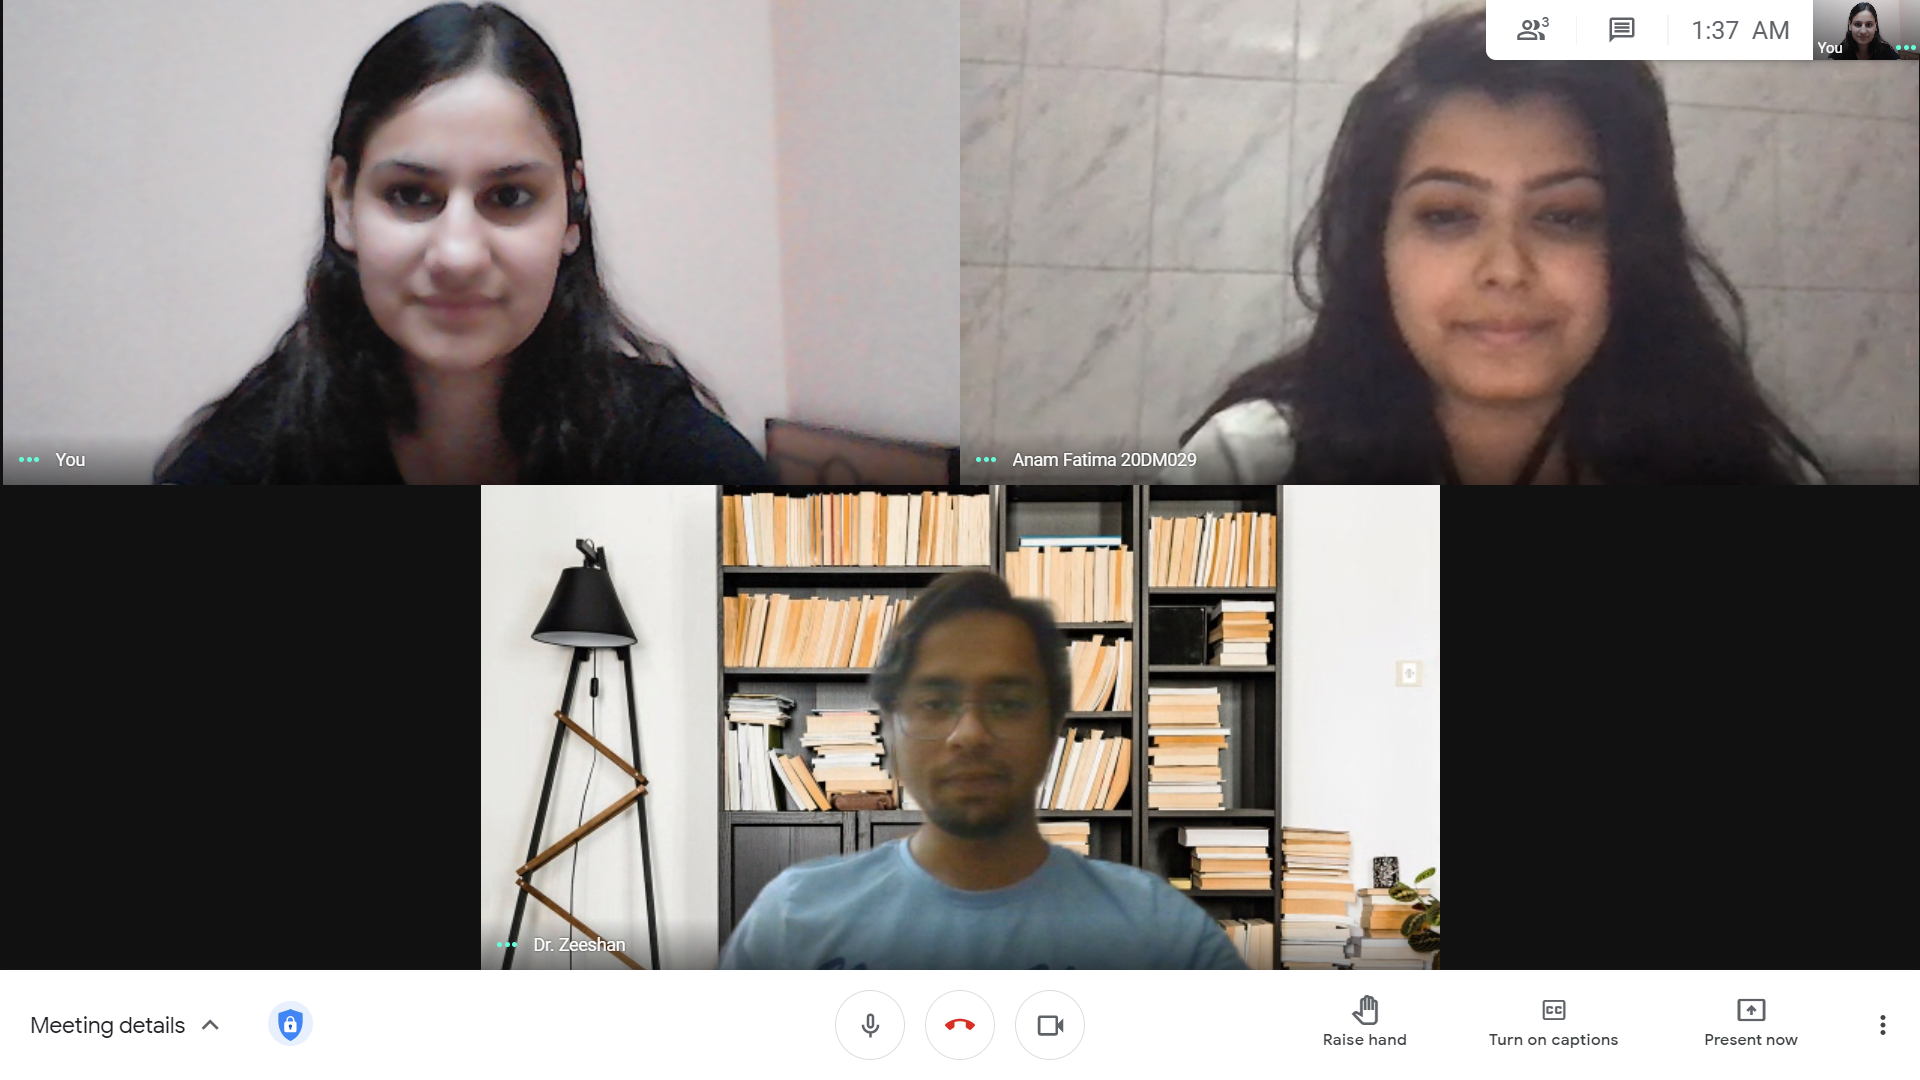 3
1:37 AM
You
You
Anam Fatima 20DM029
Dr. Zeeshan
Meeting details
Raise hand
CC
Turn on captions
Present now